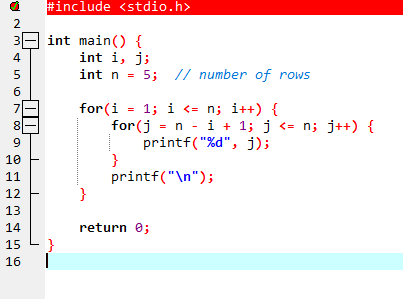 #include <stdio.h>
2
3 int main() {
4 int i, j;
5 int n = 5; // number of rows
6
7 for(i = 1; i <= n; i++) {
8 for(j = n - i + 1; j <= n; j++) {
9 printf("%d", j);
10 }
11 printf("\n");
12 }
13
14 return 0;
15 }
16